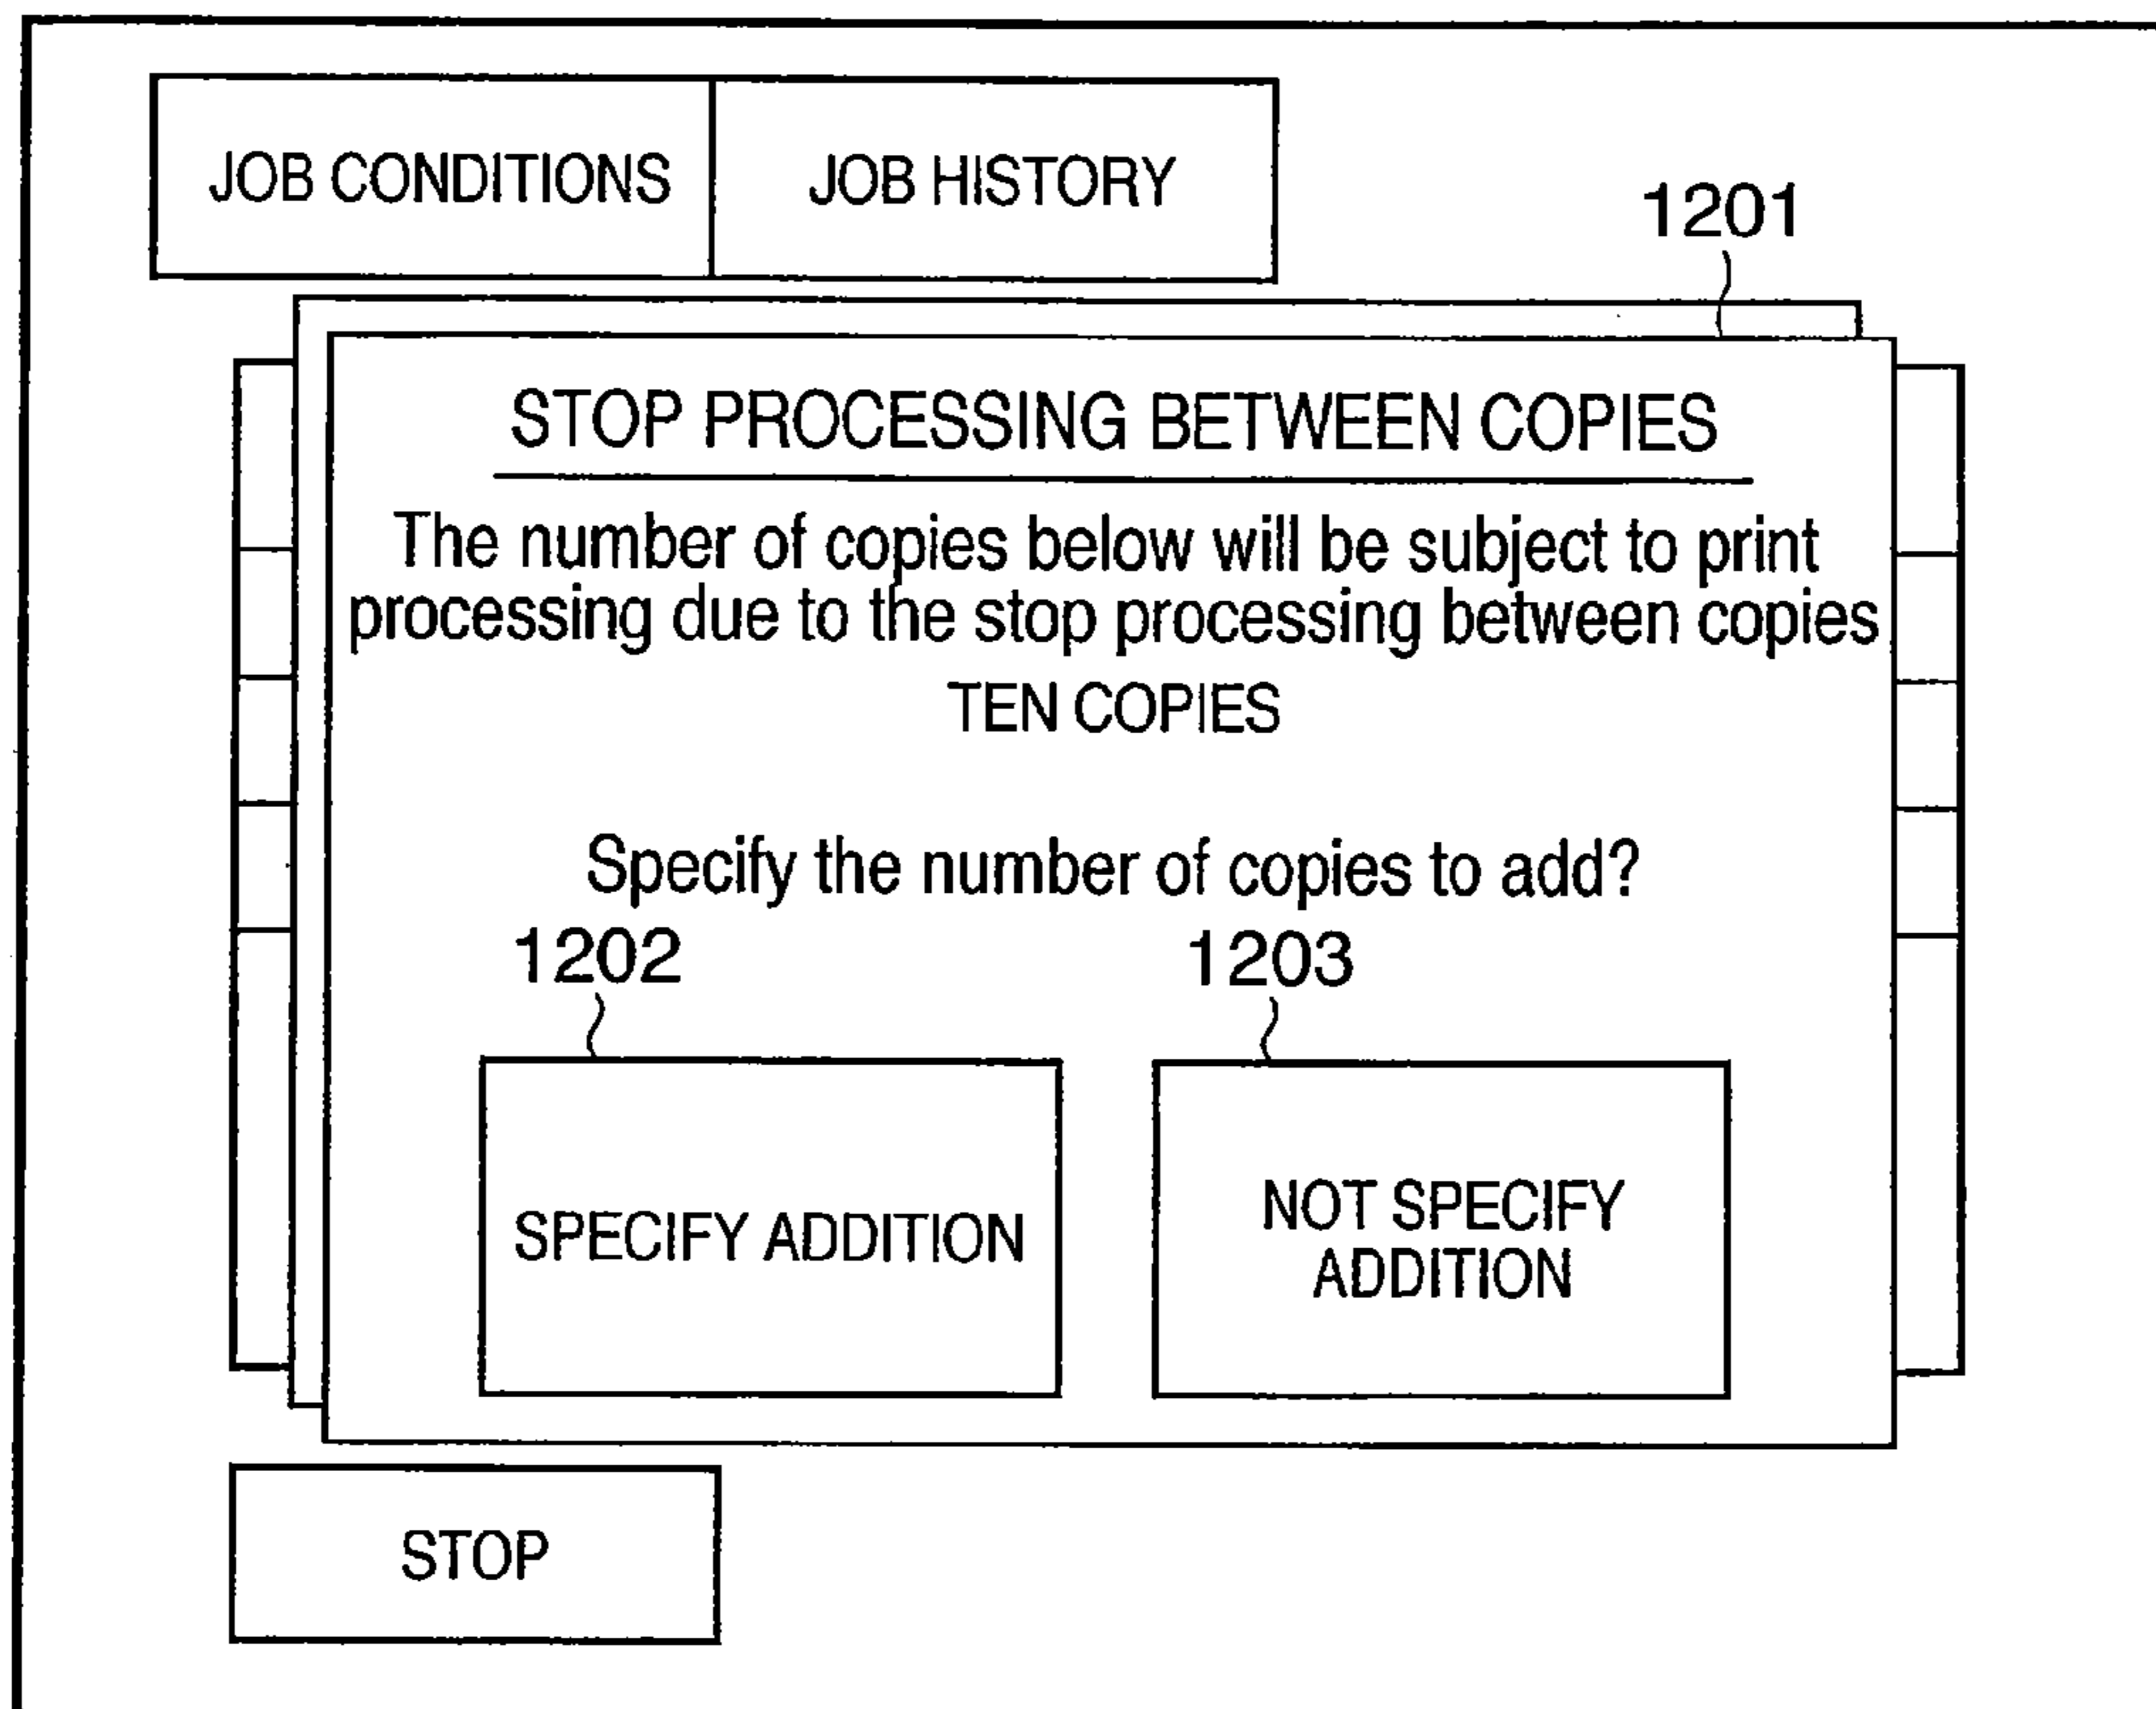 JOB CONDITIONS
JOB HISTORY
1201
STOP PROCESSING BETWEEN COPIES
The number of copies below will be subject to print
processing due to the stop processing between copies
TEN COPIES
Specify the number of copies to add?
1202
1203
SPECIFY ADDITION
NOT SPECIFY
ADDITION
STOP